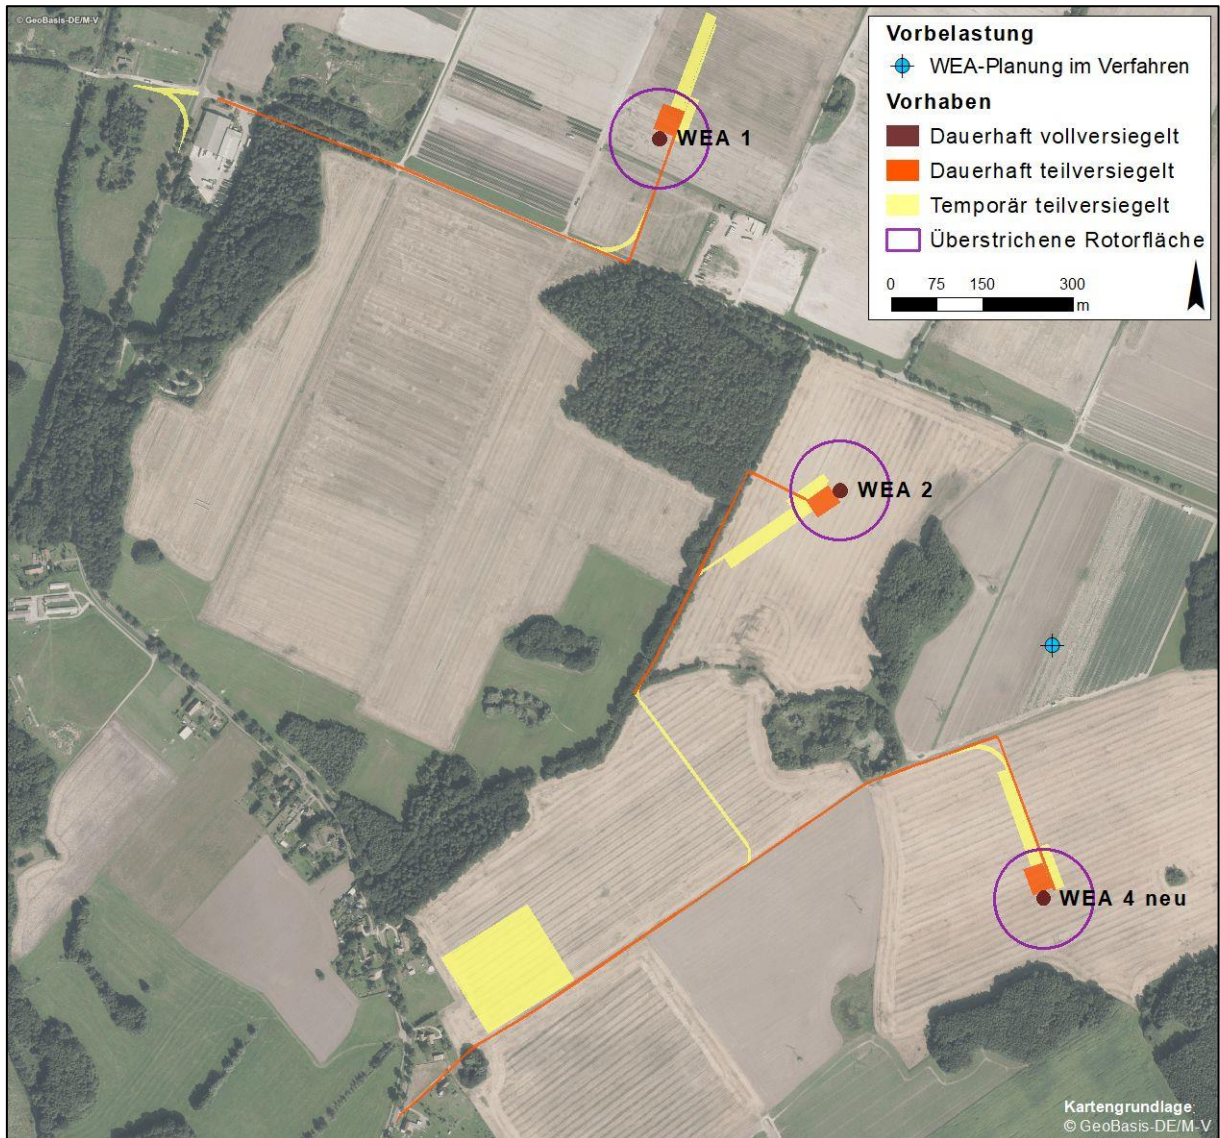 © GeoBasis-DE/M-V
Vorbelastung
WEA-Planung im Verfahren
Vorhaben
Dauerhaft vollversiegelt
Dauerhaft teilversiegelt
Temporär teilversiegelt
Überstrichene Rotorfläche
0 75 150 300
m
WEA 1
WEA 2
WEA 4 neu
Kartengrundlage:
© GeoBasis-DE/M-V